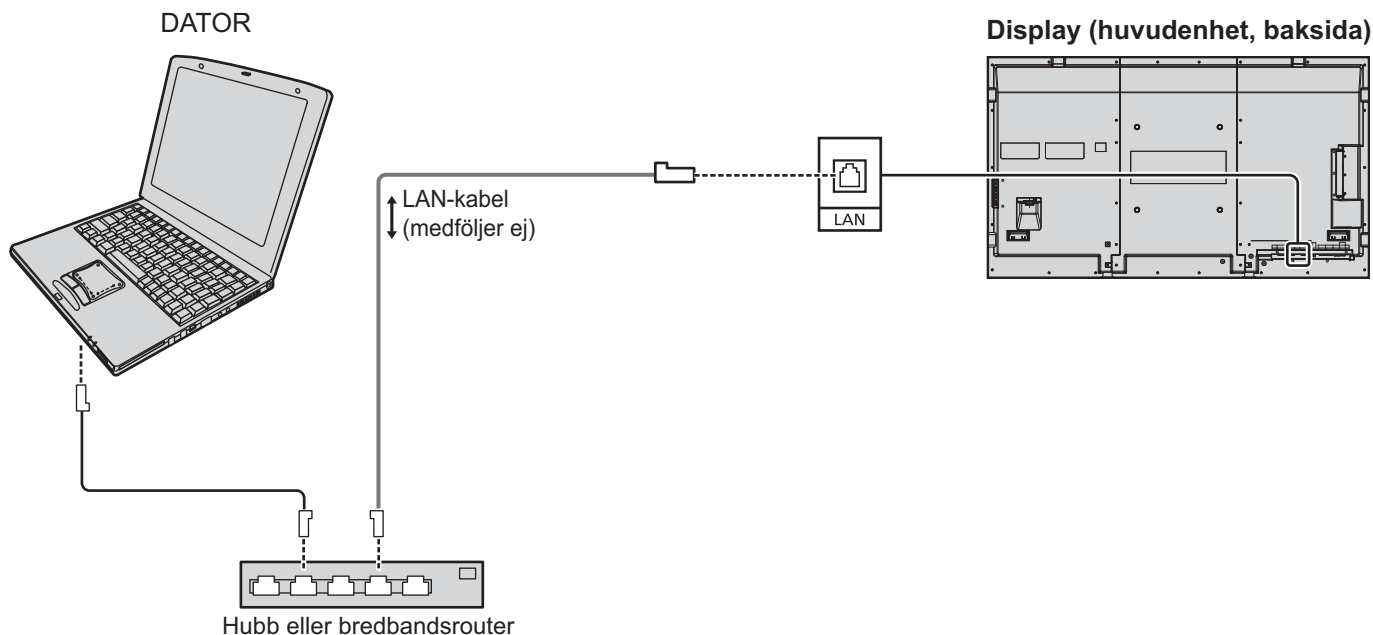 DATOR
Display (huvudenhet, baksida)
LAN-kabel
(medföljer ej)
LAN
Hubb eller bredbandsrouter